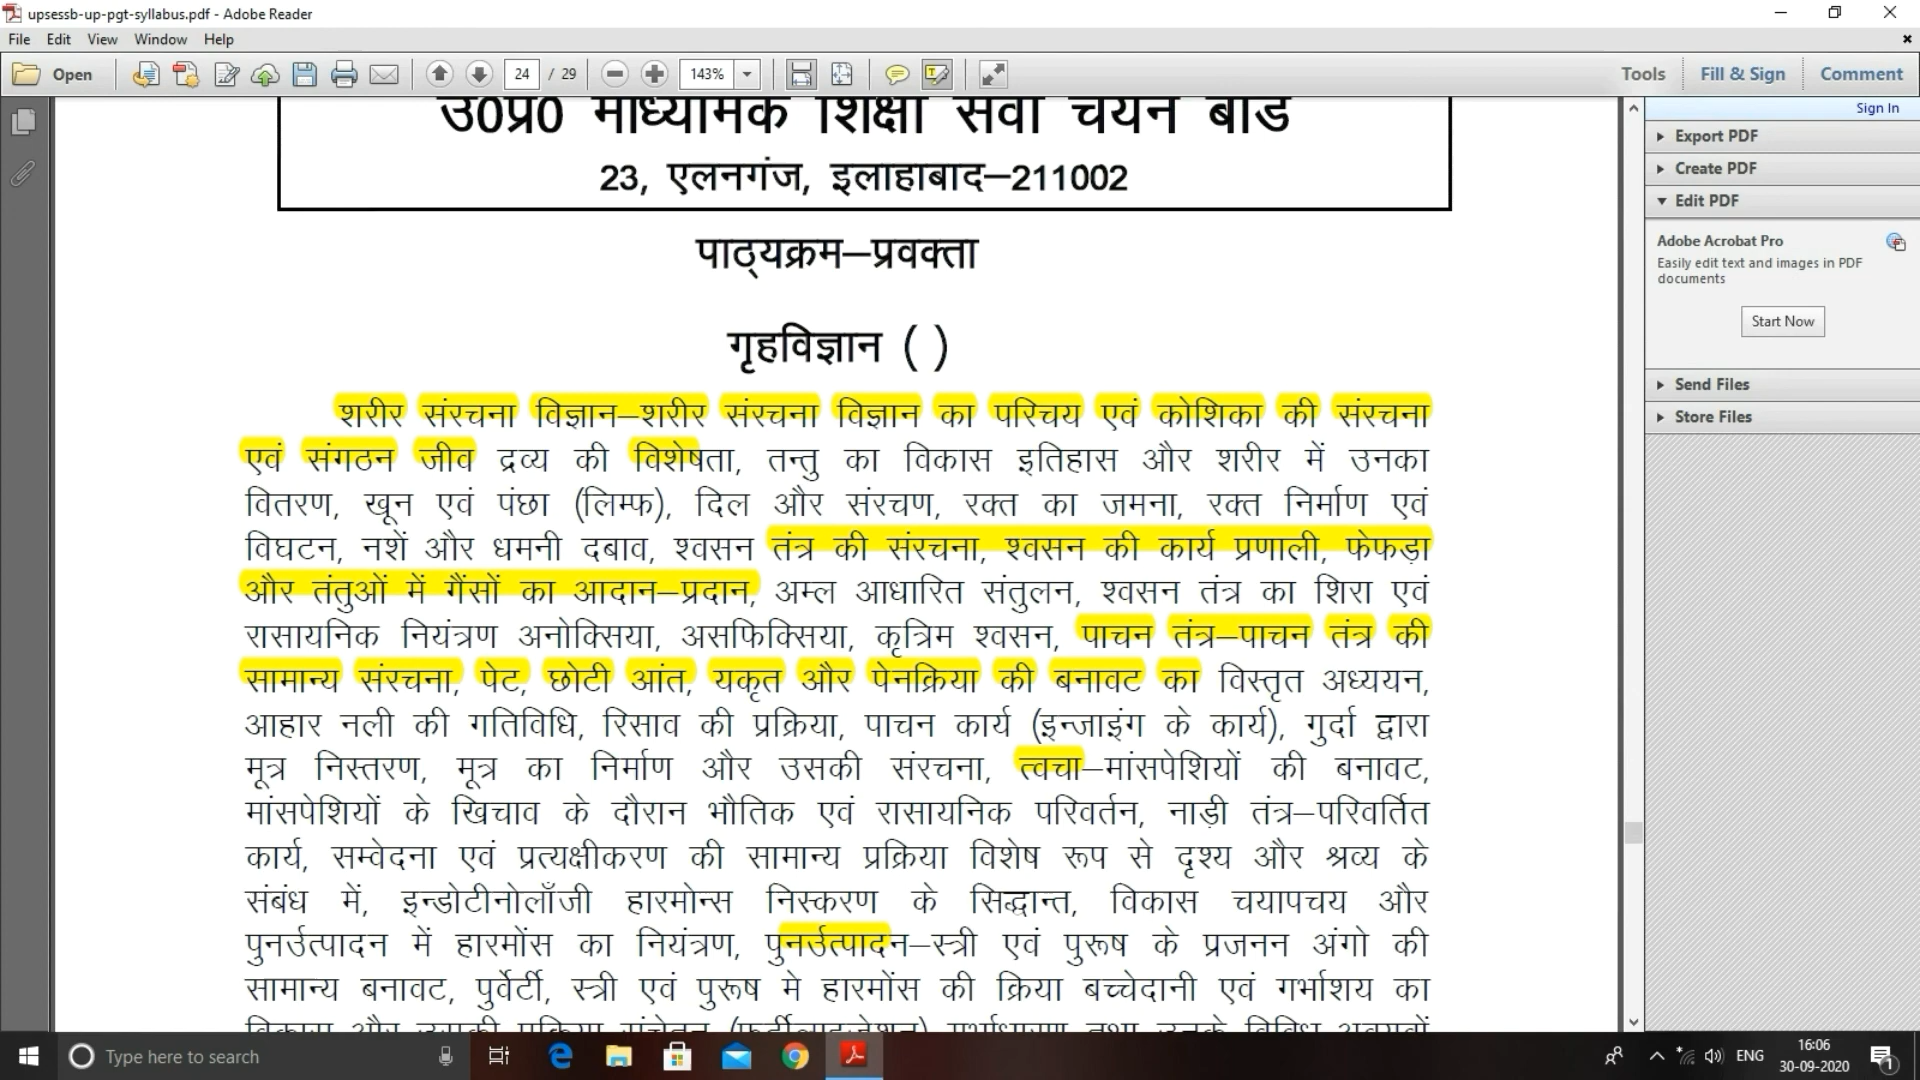 upsessb-up-pgt-syllabus.pdf - Adobe Reader
File Edit View Window Help
Open 24 / 29 143% Tools Fill & Sign Comment
Sign In
Export PDF
Create PDF
Edit PDF
Adobe Acrobat Pro
Easily edit text and images in PDF
documents
Start Now
Send Files
Store Files
उ0प्र0 माध्यमिक शिक्षा सेवा चयन बोर्ड
23, एलनगंज, इलाहाबाद–211002
पाठ्यक्रम–प्रवक्ता
गृहविज्ञान ( )
शरीर संरचना विज्ञान–शरीर संरचना विज्ञान का परिचय एवं कोशिका की संरचना
एवं संगठन जीव द्रव्य की विशेषता, तन्तु का विकास इतिहास और शरीर में उनका
वितरण, खून एवं पंछा (लिम्फ), दिल और संरचण, रक्त का जमना, रक्त निर्माण एवं
विघटन, नशें और धमनी दबाव, श्वसन तंत्र की संरचना, श्वसन की कार्य प्रणाली, फेफड़ा
और तंतुओं में गैंसों का आदान–प्रदान, अम्ल आधारित संतुलन, श्वसन तंत्र का शिरा एवं
रासायनिक नियंत्रण अनोक्सिया, असफिक्सिया, कृत्रिम श्वसन, पाचन तंत्र–पाचन तंत्र की
सामान्य संरचना, पेट, छोटी आंत, यकृत और पेनक्रिया की बनावट का विस्तृत अध्ययन,
आहार नली की गतिविधि, रिसाव की प्रक्रिया, पाचन कार्य (इन्जाइंग के कार्य), गुर्दा द्वारा
मूत्र निस्तरण, मूत्र का निर्माण और उसकी संरचना, त्वचा–मांसपेशियों की बनावट,
मांसपेशियों के खिचाव के दौरान भौतिक एवं रासायनिक परिवर्तन, नाड़ी तंत्र–परिवर्तित
कार्य, सम्वेदना एवं प्रत्यक्षीकरण की सामान्य प्रक्रिया विशेष रूप से दृश्य और श्रव्य के
संबंध में, इन्डोटीनोलॉंजी हारमोन्स निस्करण के सिद्धान्त, विकास चयापचय और
पुनर्उत्पादन में हारमोंस का नियंत्रण, पुनर्उत्पादन–स्त्री एवं पुरूष के प्रजनन अंगो की
सामान्य बनावट, पुर्वेर्टी, स्त्री एवं पुरूष मे हारमोंस की क्रिया बच्चेदानी एवं गर्भाशय का
Type here to search
ENG 16:06
30-09-2020
1